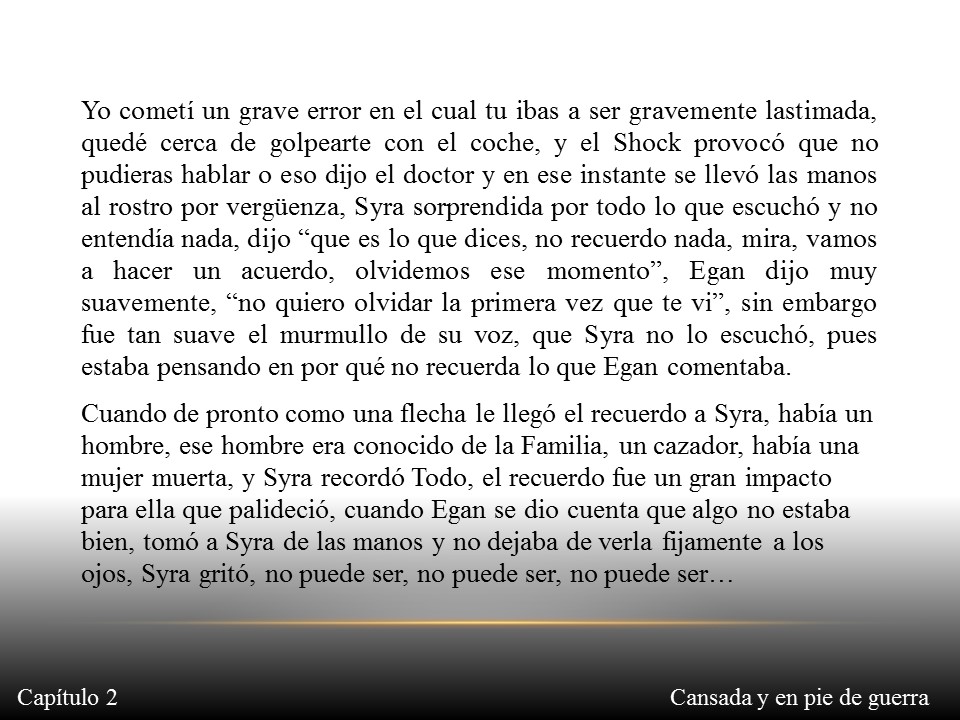 Yo cometí un grave error en el cual tu ibas a ser gravemente lastimada,
quedé cerca de golpearte con el coche, y el Shock provocó que no
pudieras hablar o eso dijo el doctor y en ese instante se llevó las manos
al rostro por vergüenza, Syra sorprendida por todo lo que escuchó y no
entendía nada, dijo “que es lo que dices, no recuerdo nada, mira, vamos
a hacer un acuerdo, olvidemos ese momento”, Egan dijo muy
suavemente, “no quiero olvidar la primera vez que te vi”, sin embargo
fue tan suave el murmullo de su voz, que Syra no lo escuchó, pues
estaba pensando en por qué no recuerda lo que Egan comentaba.
Cuando de pronto como una flecha le llegó el recuerdo a Syra, había un
hombre, ese hombre era conocido de la Familia, un cazador, había una
mujer muerta, y Syra recordó Todo, el recuerdo fue un gran impacto
para ella que palideció, cuando Egan se dio cuenta que algo no estaba
bien, tomó a Syra de las manos y no dejaba de verla fijamente a los
ojos, Syra gritó, no puede ser, no puede ser, no puede ser…
Capítulo 2
Cansada y en pie de guerra